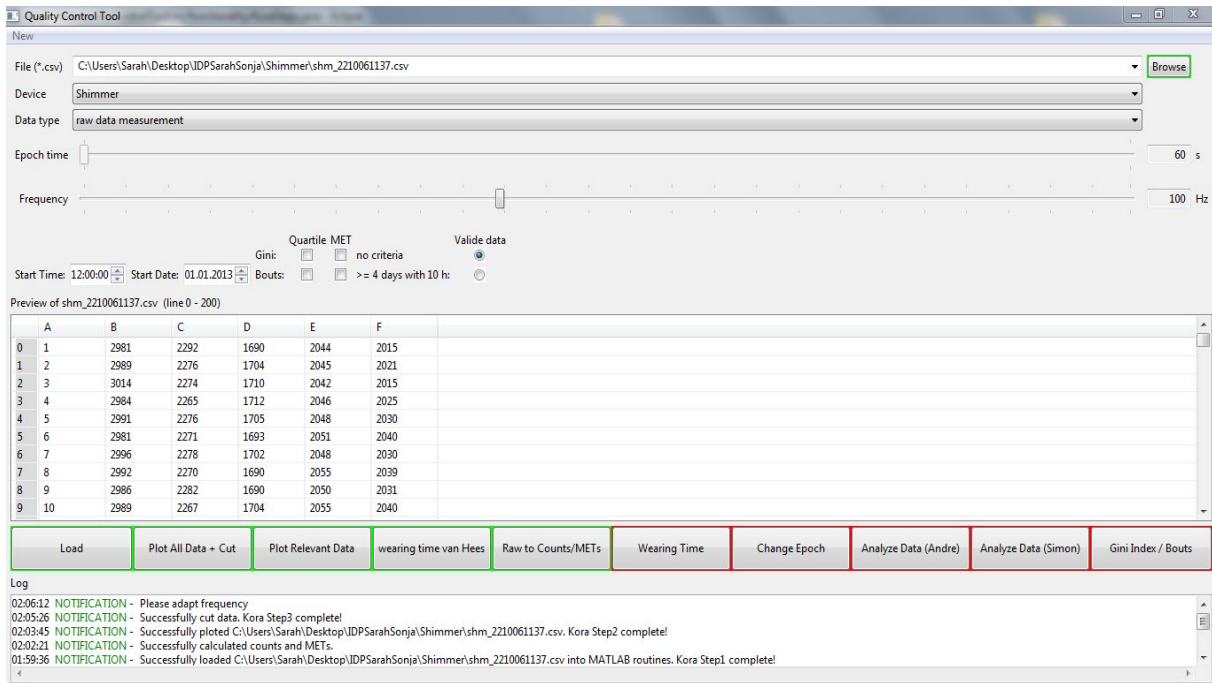 Quality Control Tool
New
File (*.csv) C:\Users\Sarah\Desktop\IDPSarahSonja\Shimmer\shm_2210061137.csv Browse
Device Shimmer
Data type raw data measurement
Epoch time 60 s
Frequency 100 Hz
Quartile MET Valide data
Gini: no criteria
Start Time: 12:00:00 Start Date: 01.01.2013 Bouts: >= 4 days with 10 h:
Preview of shm_2210061137.csv (line 0 - 200)
A B C D E F
0 1 2981 2292 1690 2044 2015
1 2 2989 2276 1704 2045 2021
2 3 3014 2274 1710 2042 2015
3 4 2984 2265 1712 2046 2025
4 5 2991 2276 1705 2048 2030
5 6 2981 2271 1693 2051 2040
6 7 2996 2278 1702 2048 2030
7 8 2992 2270 1690 2055 2039
8 9 2986 2282 1690 2050 2031
9 10 2989 2267 1704 2055 2040
Load Plot All Data + Cut Plot Relevant Data wearing time van Hees Raw to Counts/METs Wearing Time Change Epoch Analyze Data (Andre) Analyze Data (Simon) Gini Index / Bouts
Log
02:06:12 NOTIFICATION - Please adapt frequency
02:05:26 NOTIFICATION - Successfully cut data. Kora Step3 complete!
02:03:45 NOTIFICATION - Successfully ploted C:\Users\Sarah\Desktop\IDPSarahSonja\Shimmer\shm_2210061137.csv. Kora Step2 complete!
02:02:21 NOTIFICATION - Successfully calculated counts and METs.
01:59:36 NOTIFICATION - Successfully loaded C:\Users\Sarah\Desktop\IDPSarahSonja\Shimmer\shm_2210061137.csv into MATLAB routines. Kora Step1 complete!